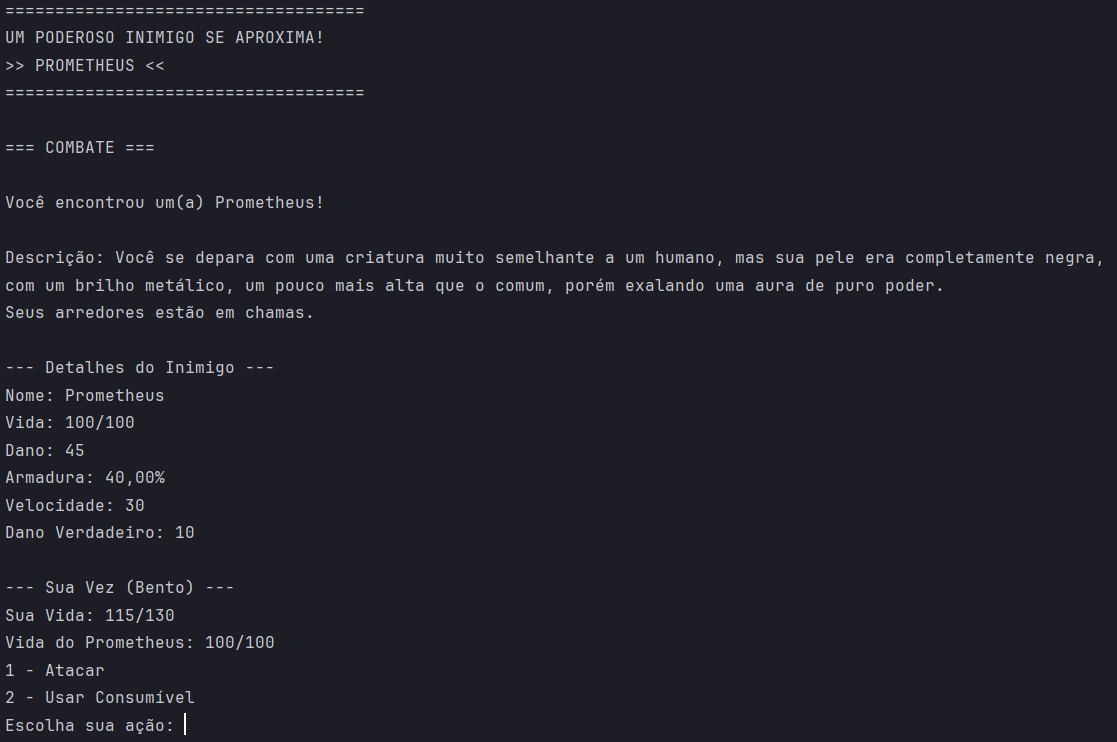 ====================================
UM PODEROSO INIMIGO SE APROXIMA!
>> PROMETHEUS <<
====================================
=== COMBATE ===
Você encontrou um(a) Prometheus!
Descrição: Você se depara com uma criatura muito semelhante a um humano, mas sua pele era completamente negra,
com um brilho metálico, um pouco mais alta que o comum, porém exalando uma aura de puro poder.
Seus arredores estão em chamas.
--- Detalhes do Inimigo ---
Nome: Prometheus
Vida: 100/100
Dano: 45
Armadura: 40,00%
Velocidade: 30
Dano Verdadeiro: 10
--- Sua Vez (Bento) ---
Sua Vida: 115/130
Vida do Prometheus: 100/100
1 - Atacar
2 - Usar Consumível
Escolha sua ação: